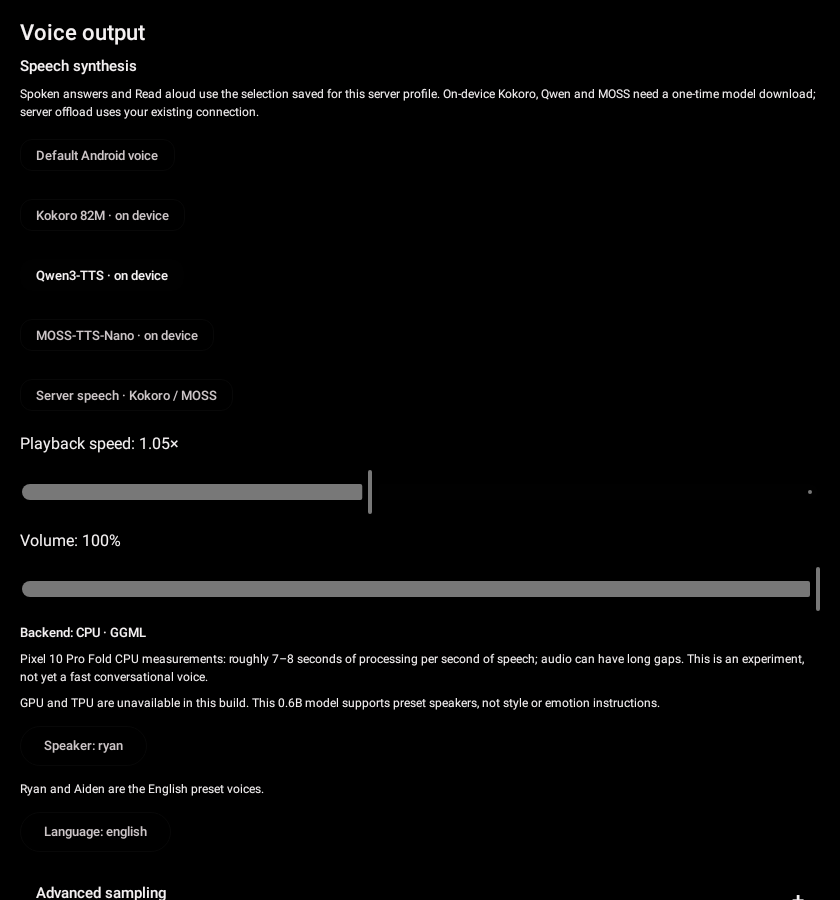 Voice output
Speech synthesis
Spoken answers and Read aloud use the selection saved for this server profile. On-device Kokoro, Qwen and MOSS need a one-time model download;
server offload uses your existing connection.
Default Android voice
Kokoro 82M · on device
Qwen3-TTS · on device
MOSS-TTS-Nano · on device
Server speech · Kokoro / MOSS
Playback speed: 1.05×
Volume: 100%
Backend: CPU · GGML
Pixel 10 Pro Fold CPU measurements: roughly 7–8 seconds of processing per second of speech; audio can have long gaps. This is an experiment,
not yet a fast conversational voice.
GPU and TPU are unavailable in this build. This 0.6B model supports preset speakers, not style or emotion instructions.
Speaker: ryan
Ryan and Aiden are the English preset voices.
Language: english
Advanced sampling